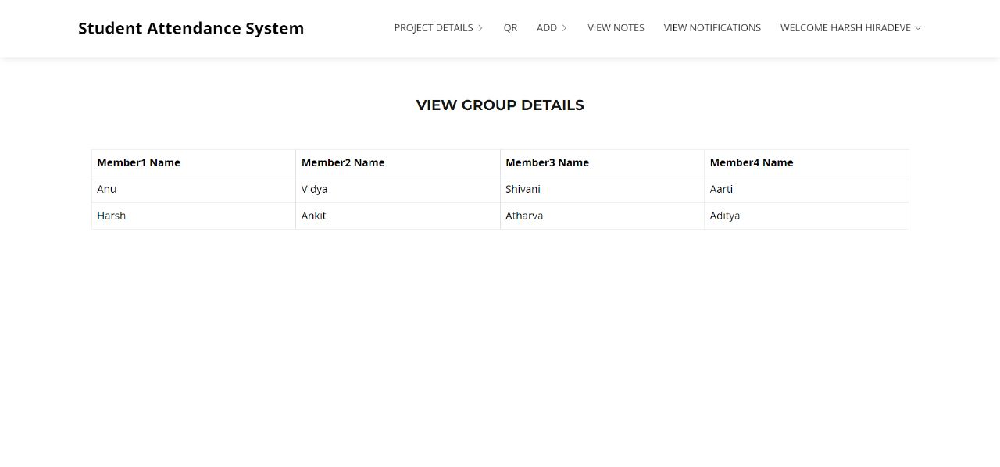 Student Attendance System PROJECT DETAILS QR ADD VIEW NOTES VIEW NOTIFICATIONS WELCOME HARSH HIRADEVE
VIEW GROUP DETAILS
Member1 Name Member2 Name Member3 Name Member4 Name
Anu Vidya Shivani Aarti
Harsh Ankit Atharva Aditya